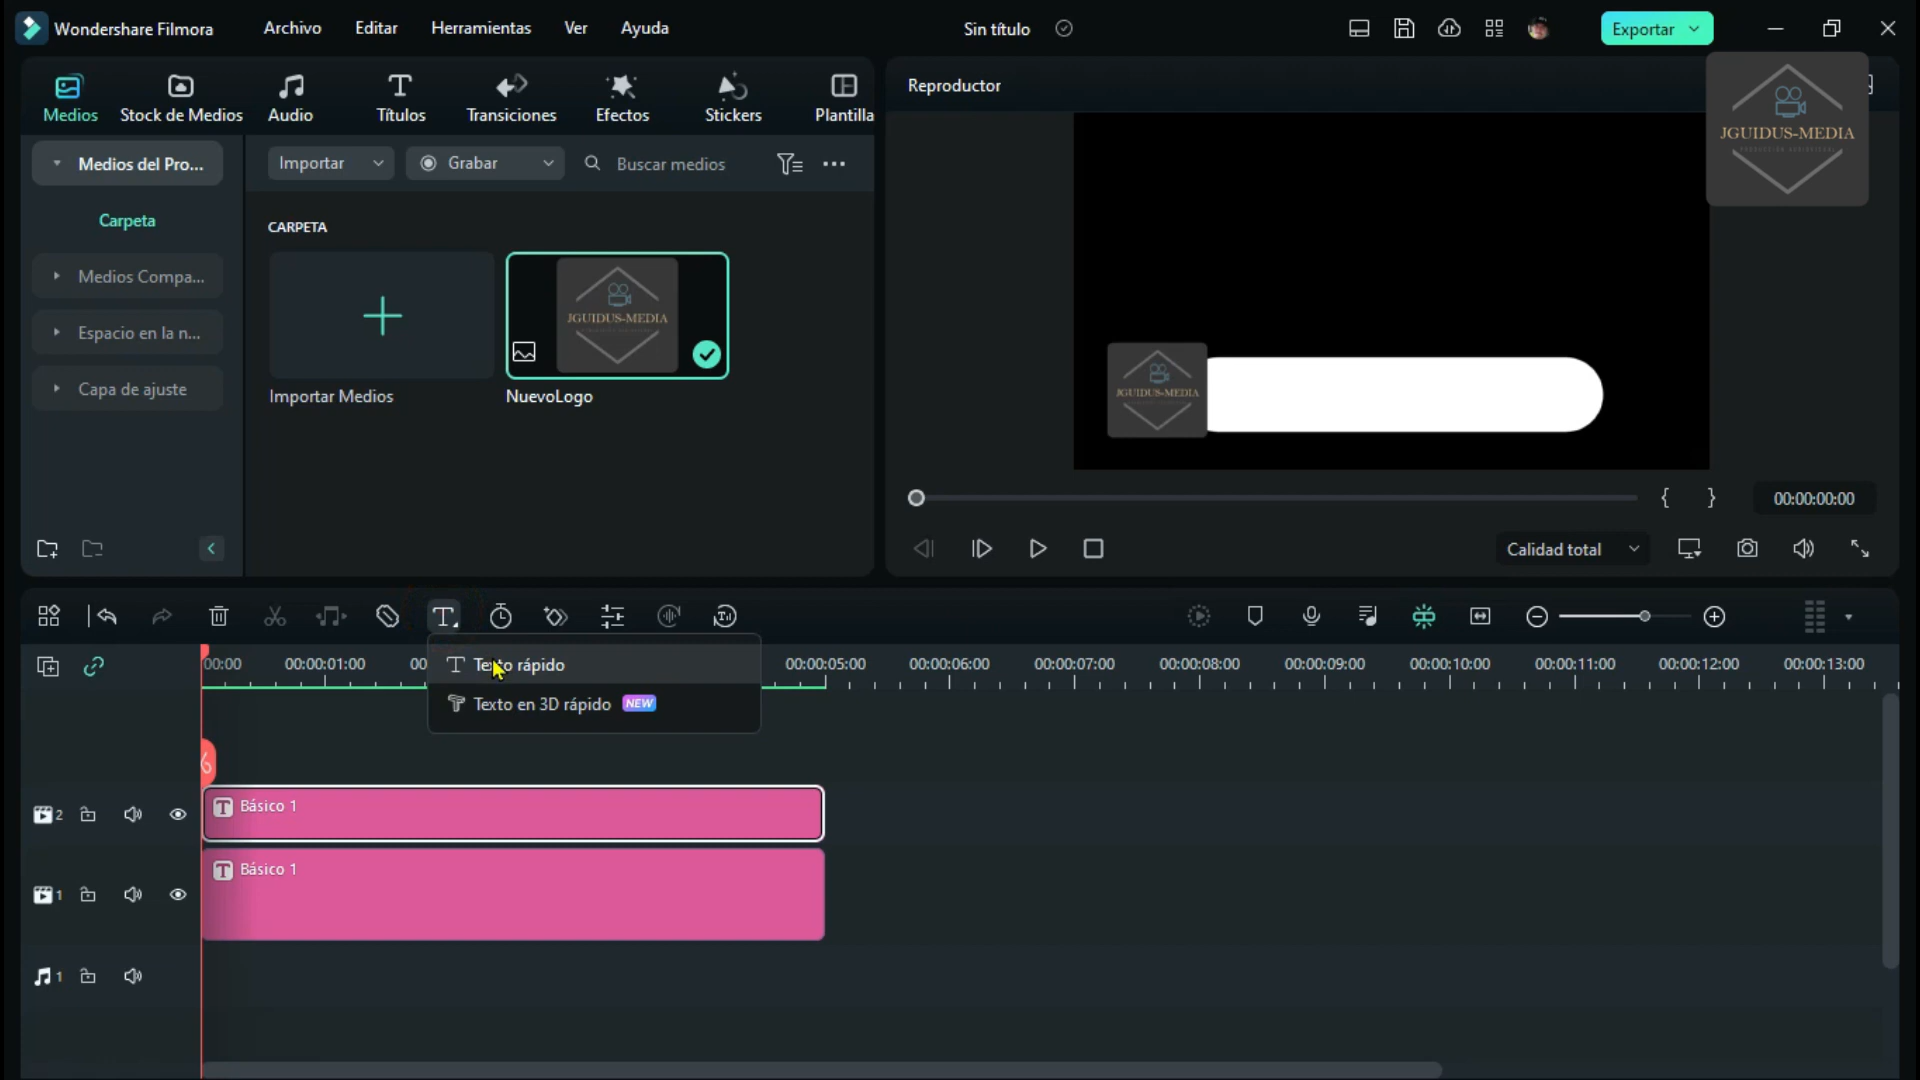 Wondershare Filmora Archivo Editar Herramientas Ver Ayuda Sin título Exportar
Medios Stock de Medios Audio Títulos Transiciones Efectos Stickers Plantilla
Reproductor
JGUIDUS-MEDIA
Medios del Pro... Importar Grabar Buscar medios
Carpeta
CARPETA
Medios Compa...
Espacio en la n...
Capa de ajuste
JGUIDUS-MEDIA
Importar Medios NuevoLogo
JGUIDUS-MEDIA
{ } 00:00:00:00
Calidad total
Texto rápido
Texto en 3D rápido NEW
00:00 00:00:01:00 00 00:00:05:00 00:00:06:00 00:00:07:00 00:00:08:00 00:00:09:00 00:00:10:00 00:00:11:00 00:00:12:00 00:00:13:00
2 T Básico 1
1 T Básico 1
1